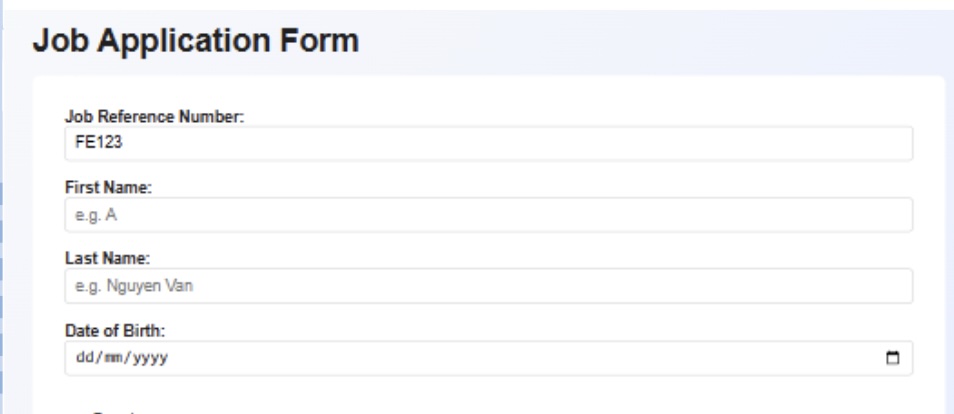 Job Application Form
Job Reference Number:
FE123
First Name:
e.g. A
Last Name:
e.g. Nguyen Van
Date of Birth:
dd/mm/yyyy